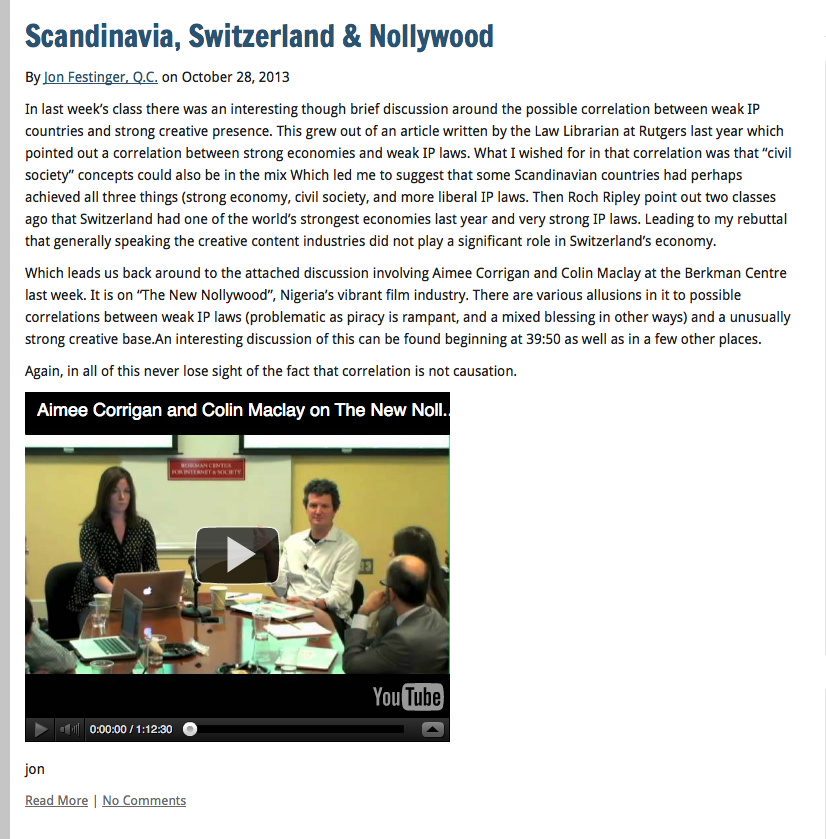 Scandinavia, Switzerland & Nollywood
By Jon Festinger, Q.C. on October 28, 2013
In last week's class there was an interesting though brief discussion around the possible correlation between weak IP
countries and strong creative presence. This grew out of an article written by the Law Librarian at Rutgers last year which
pointed out a correlation between strong economies and weak IP laws. What I wished for in that correlation was that “civil
society” concepts could also be in the mix Which led me to suggest that some Scandinavian countries had perhaps
achieved all three things (strong economy, civil society, and more liberal IP laws. Then Roch Ripley point out two classes
ago that Switzerland had one of the world's strongest economies last year and very strong IP laws. Leading to my rebuttal
that generally speaking the creative content industries did not play a significant role in Switzerland's economy.
Which leads us back around to the attached discussion involving Aimee Corrigan and Colin Maclay at the Berkman Centre
last week. It is on “The New Nollywood”, Nigeria's vibrant film industry. There are various allusions in it to possible
correlations between weak IP laws (problematic as piracy is rampant, and a mixed blessing in other ways) and a unusually
strong creative base.An interesting discussion of this can be found beginning at 39:50 as well as in a few other places.
Again, in all of this never lose sight of the fact that correlation is not causation.
Aimee Corrigan and Colin Maclay on The New Noll...
BERKMAN CENTER
FOR INTERNET & SOCIETY
YouTube
0:00:00 / 1:12:30
jon
Read More | No Comments